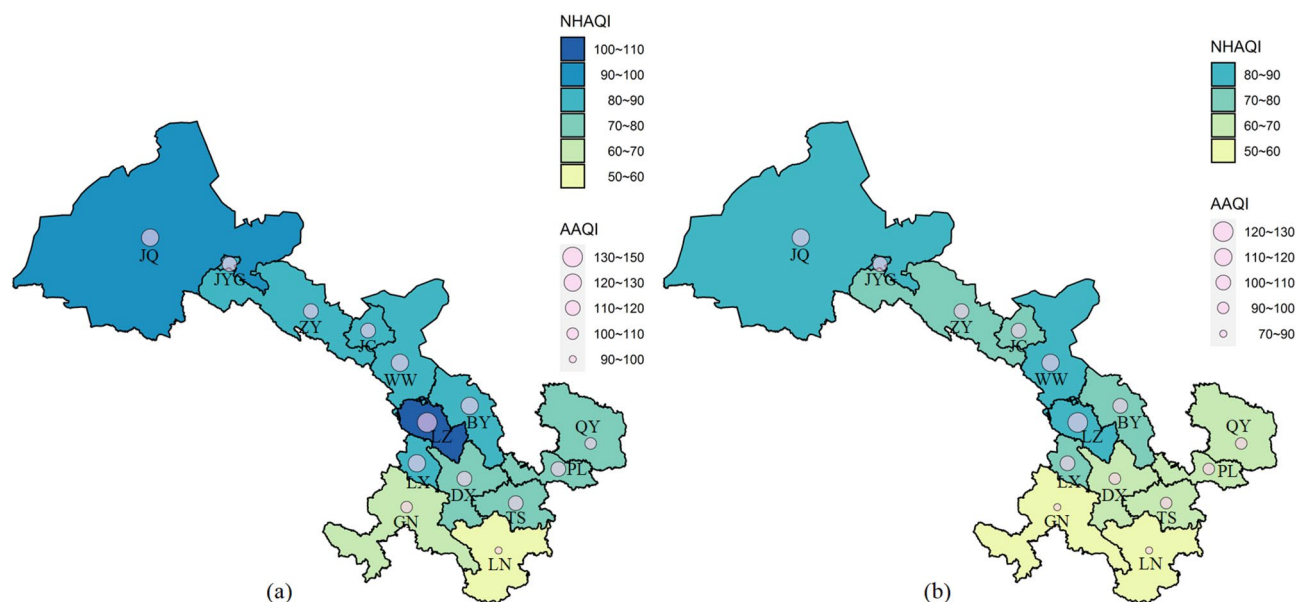 NHAQI
100~110
90~100
80~90
70~80
60~70
50~60
AAQI
130~150
120~130
110~120
100~110
90~100
JQ
JYG
ZY
JC
WW
BY
LZ
QY
PL
LX
DX
TS
GN
LN
(a)
NHAQI
80~90
70~80
60~70
50~60
AAQI
120~130
110~120
100~110
90~100
70~90
JQ
JYG
ZY
JC
WW
BY
LZ
QY
PL
LX
DX
TS
GN
LN
(b)